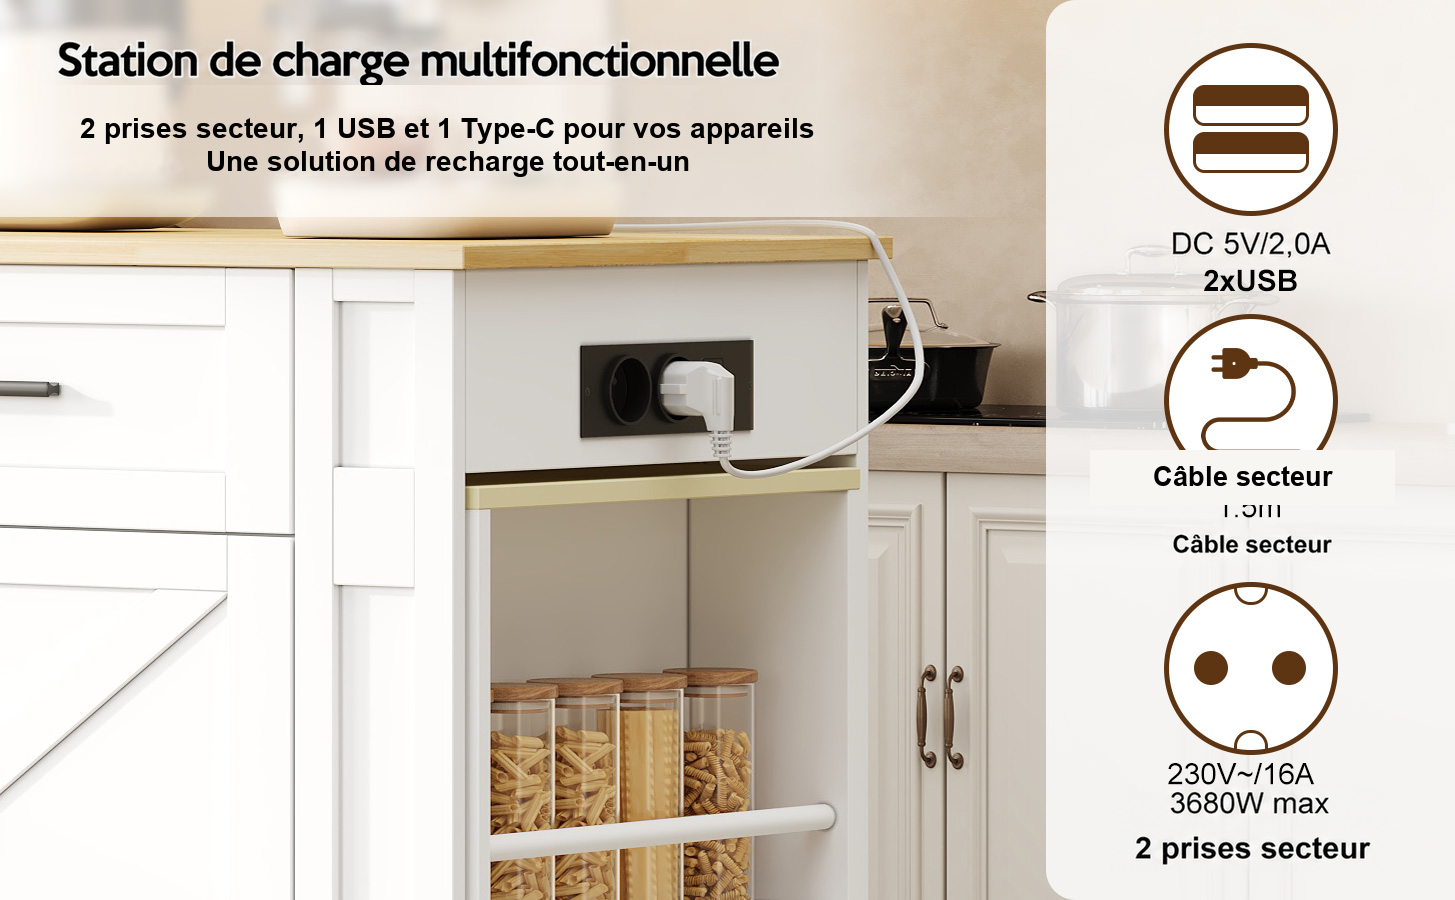 Station de charge multifonctionnelle
2 prises secteur, 1 USB et 1 Type-C pour vos appareils
Une solution de recharge tout-en-un
DC 5V/2,0A
2xUSB
Câble secteur
1.5m
Câble secteur
230V~/16A
3680W max
2 prises secteur